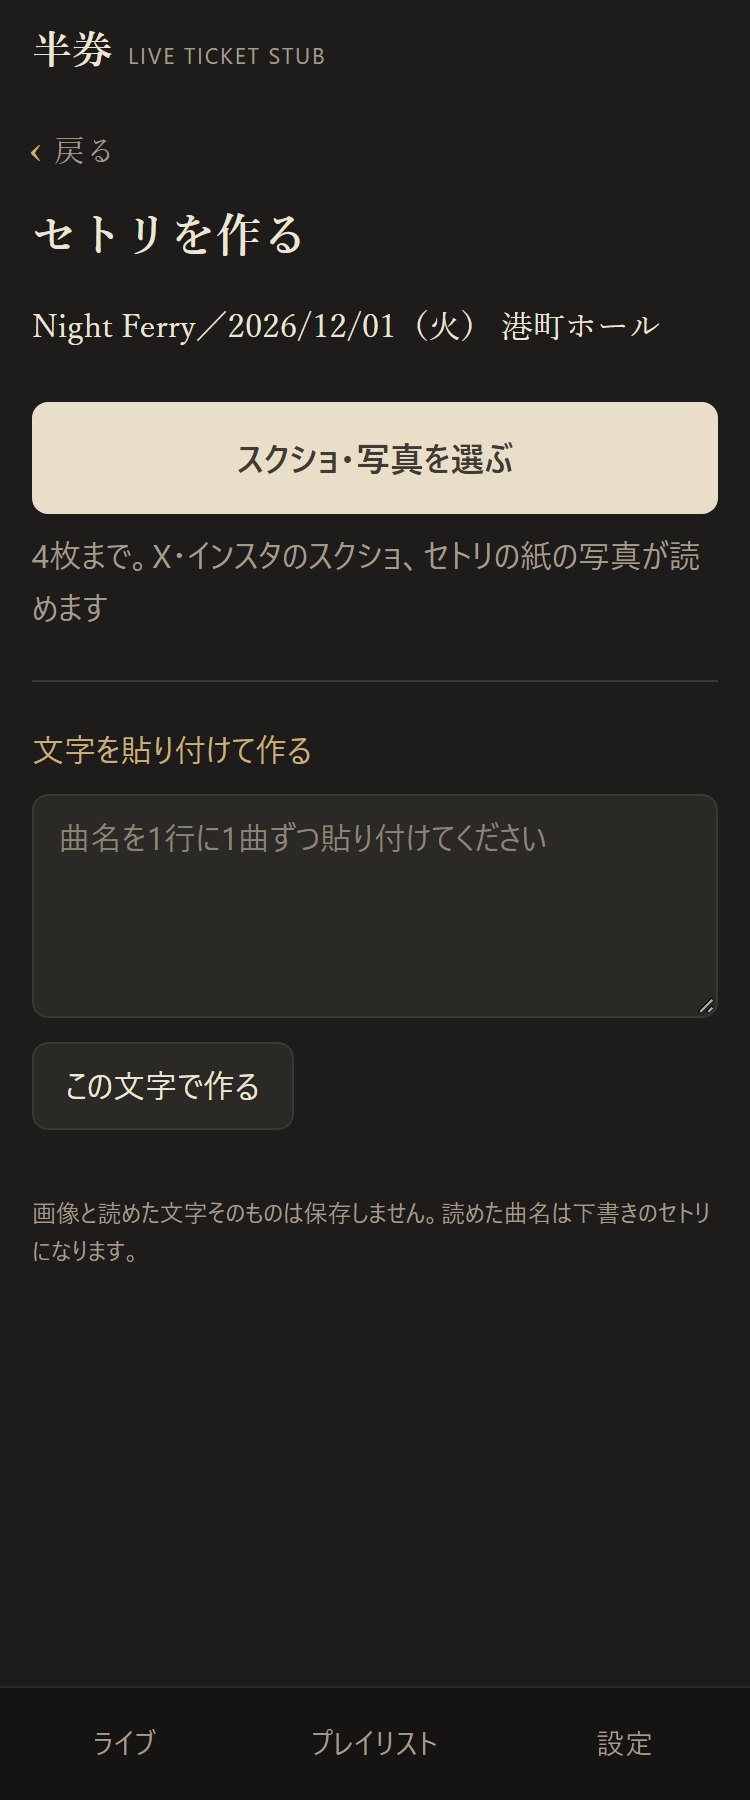 半券 LIVE TICKET STUB
‹ 戻る
セトリを作る
Night Ferry／2026/12/01（火） 港町ホール
スクショ・写真を選ぶ
4枚まで。X・インスタのスクショ、セトリの紙の写真が読
めます
文字を貼り付けて作る
曲名を1行に1曲ずつ貼り付けてください
この文字で作る
画像と読めた文字そのものは保存しません。読めた曲名は下書きのセトリ
になります。
ライブ プレイリスト 設定